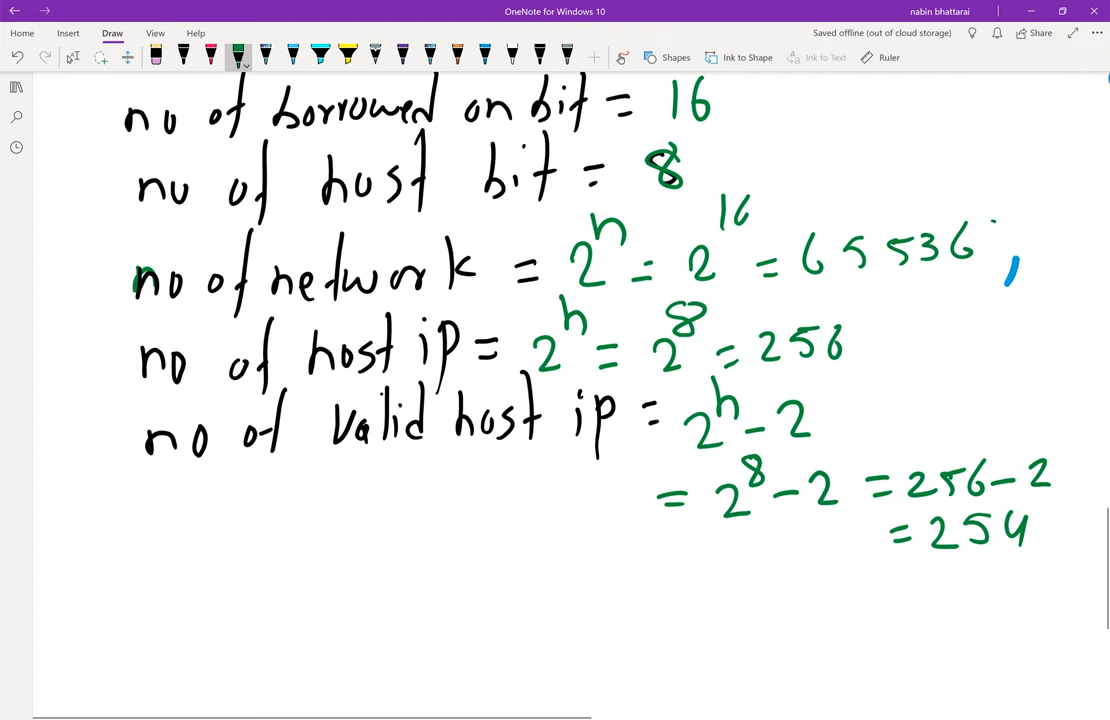 OneNote for Windows 10
nabin bhattarai
Home Insert Draw View Help
Saved offline (out of cloud storage)
Share
Shapes
Ink to Shape
Ink to Text
Ruler
no of borrowed on bit = 16
no of host bit = 8
no of network = 2^n = 2^16 = 65536
no of host ip = 2^h = 2^8 = 256
no of valid host ip = 2^h - 2
= 2^8 - 2 = 256 - 2
= 254